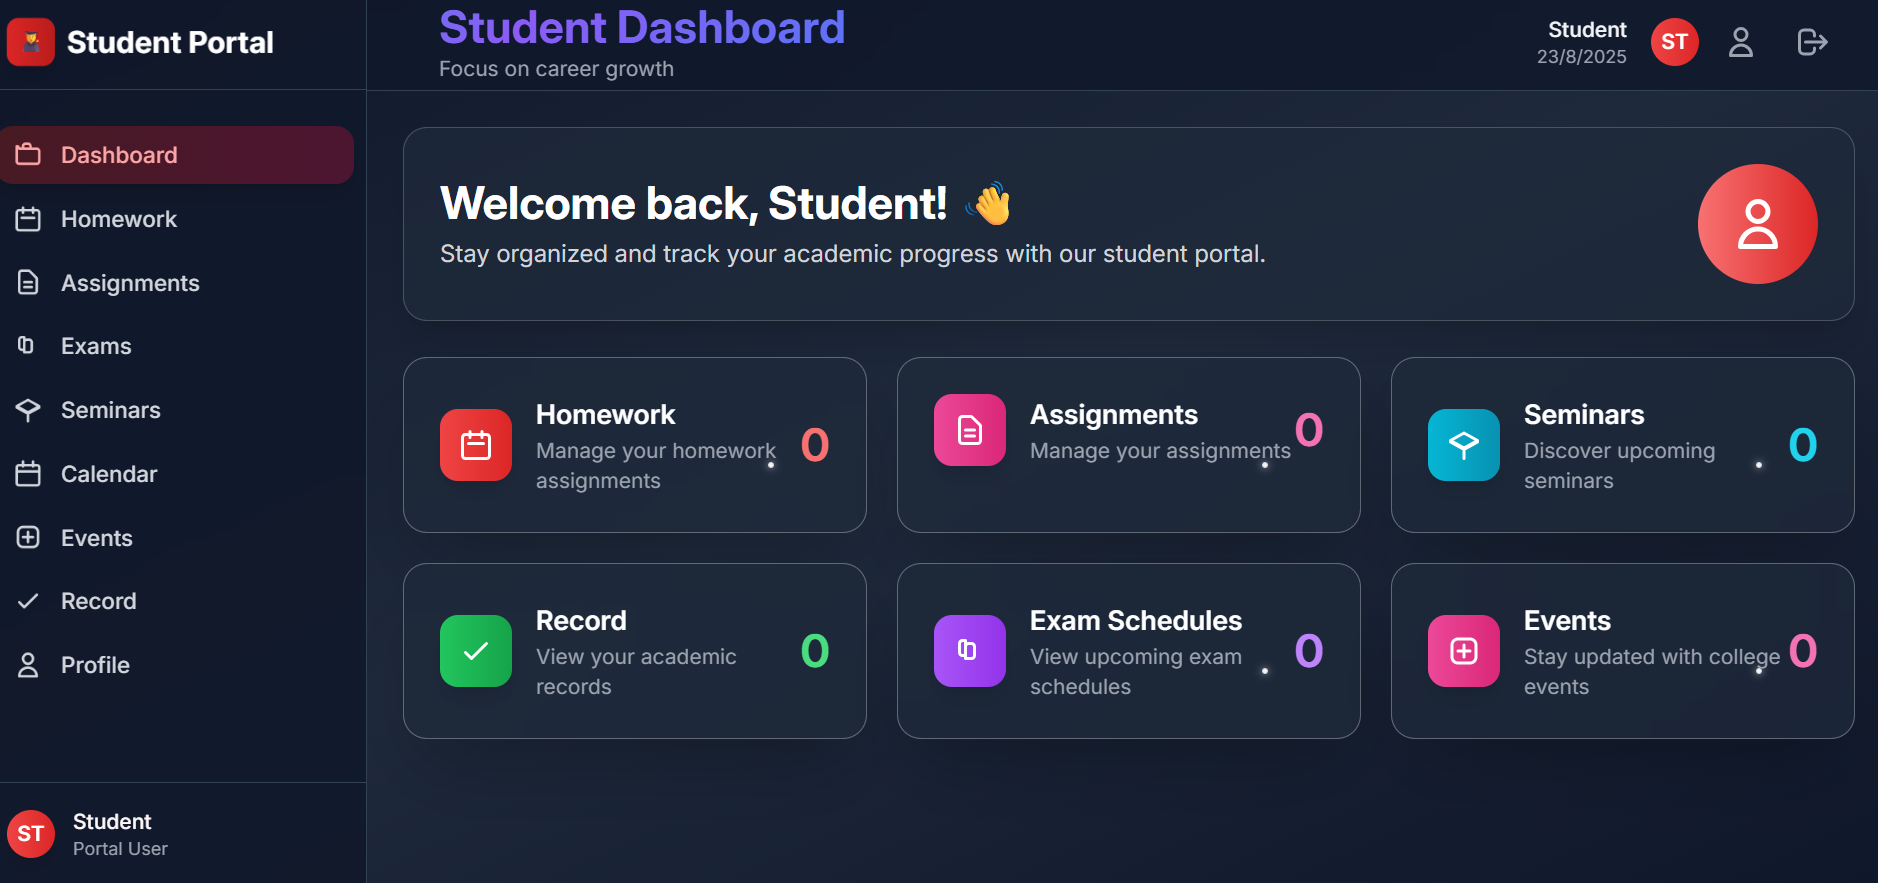 Student Portal
Student Dashboard
Focus on career growth
Student
23/8/2025
ST
Dashboard
Homework
Assignments
Exams
Seminars
Calendar
Events
Record
Profile
ST
Student
Portal User
Welcome back, Student! 👋
Stay organized and track your academic progress with our student portal.
Homework
Manage your homework
assignments
0
Assignments
Manage your assignments
0
Seminars
Discover upcoming
seminars
0
Record
View your academic
records
0
Exam Schedules
View upcoming exam
schedules
0
Events
Stay updated with college
events
0